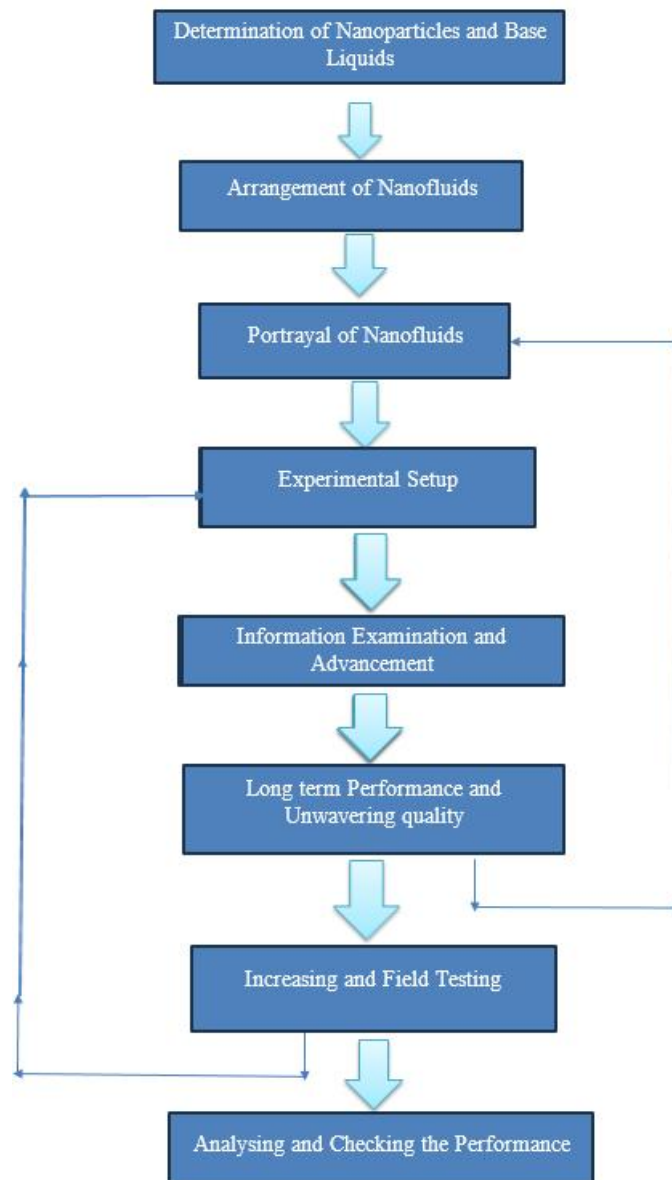 Determination of Nanoparticles and Base
Liquids
Arrangement of Nanofluids
Portrayal of Nanofluids
Experimental Setup
Information Examination and
Advancement
Long term Performance and
Unwavering quality
Increasing and Field Testing
Analysing and Checking the Performance